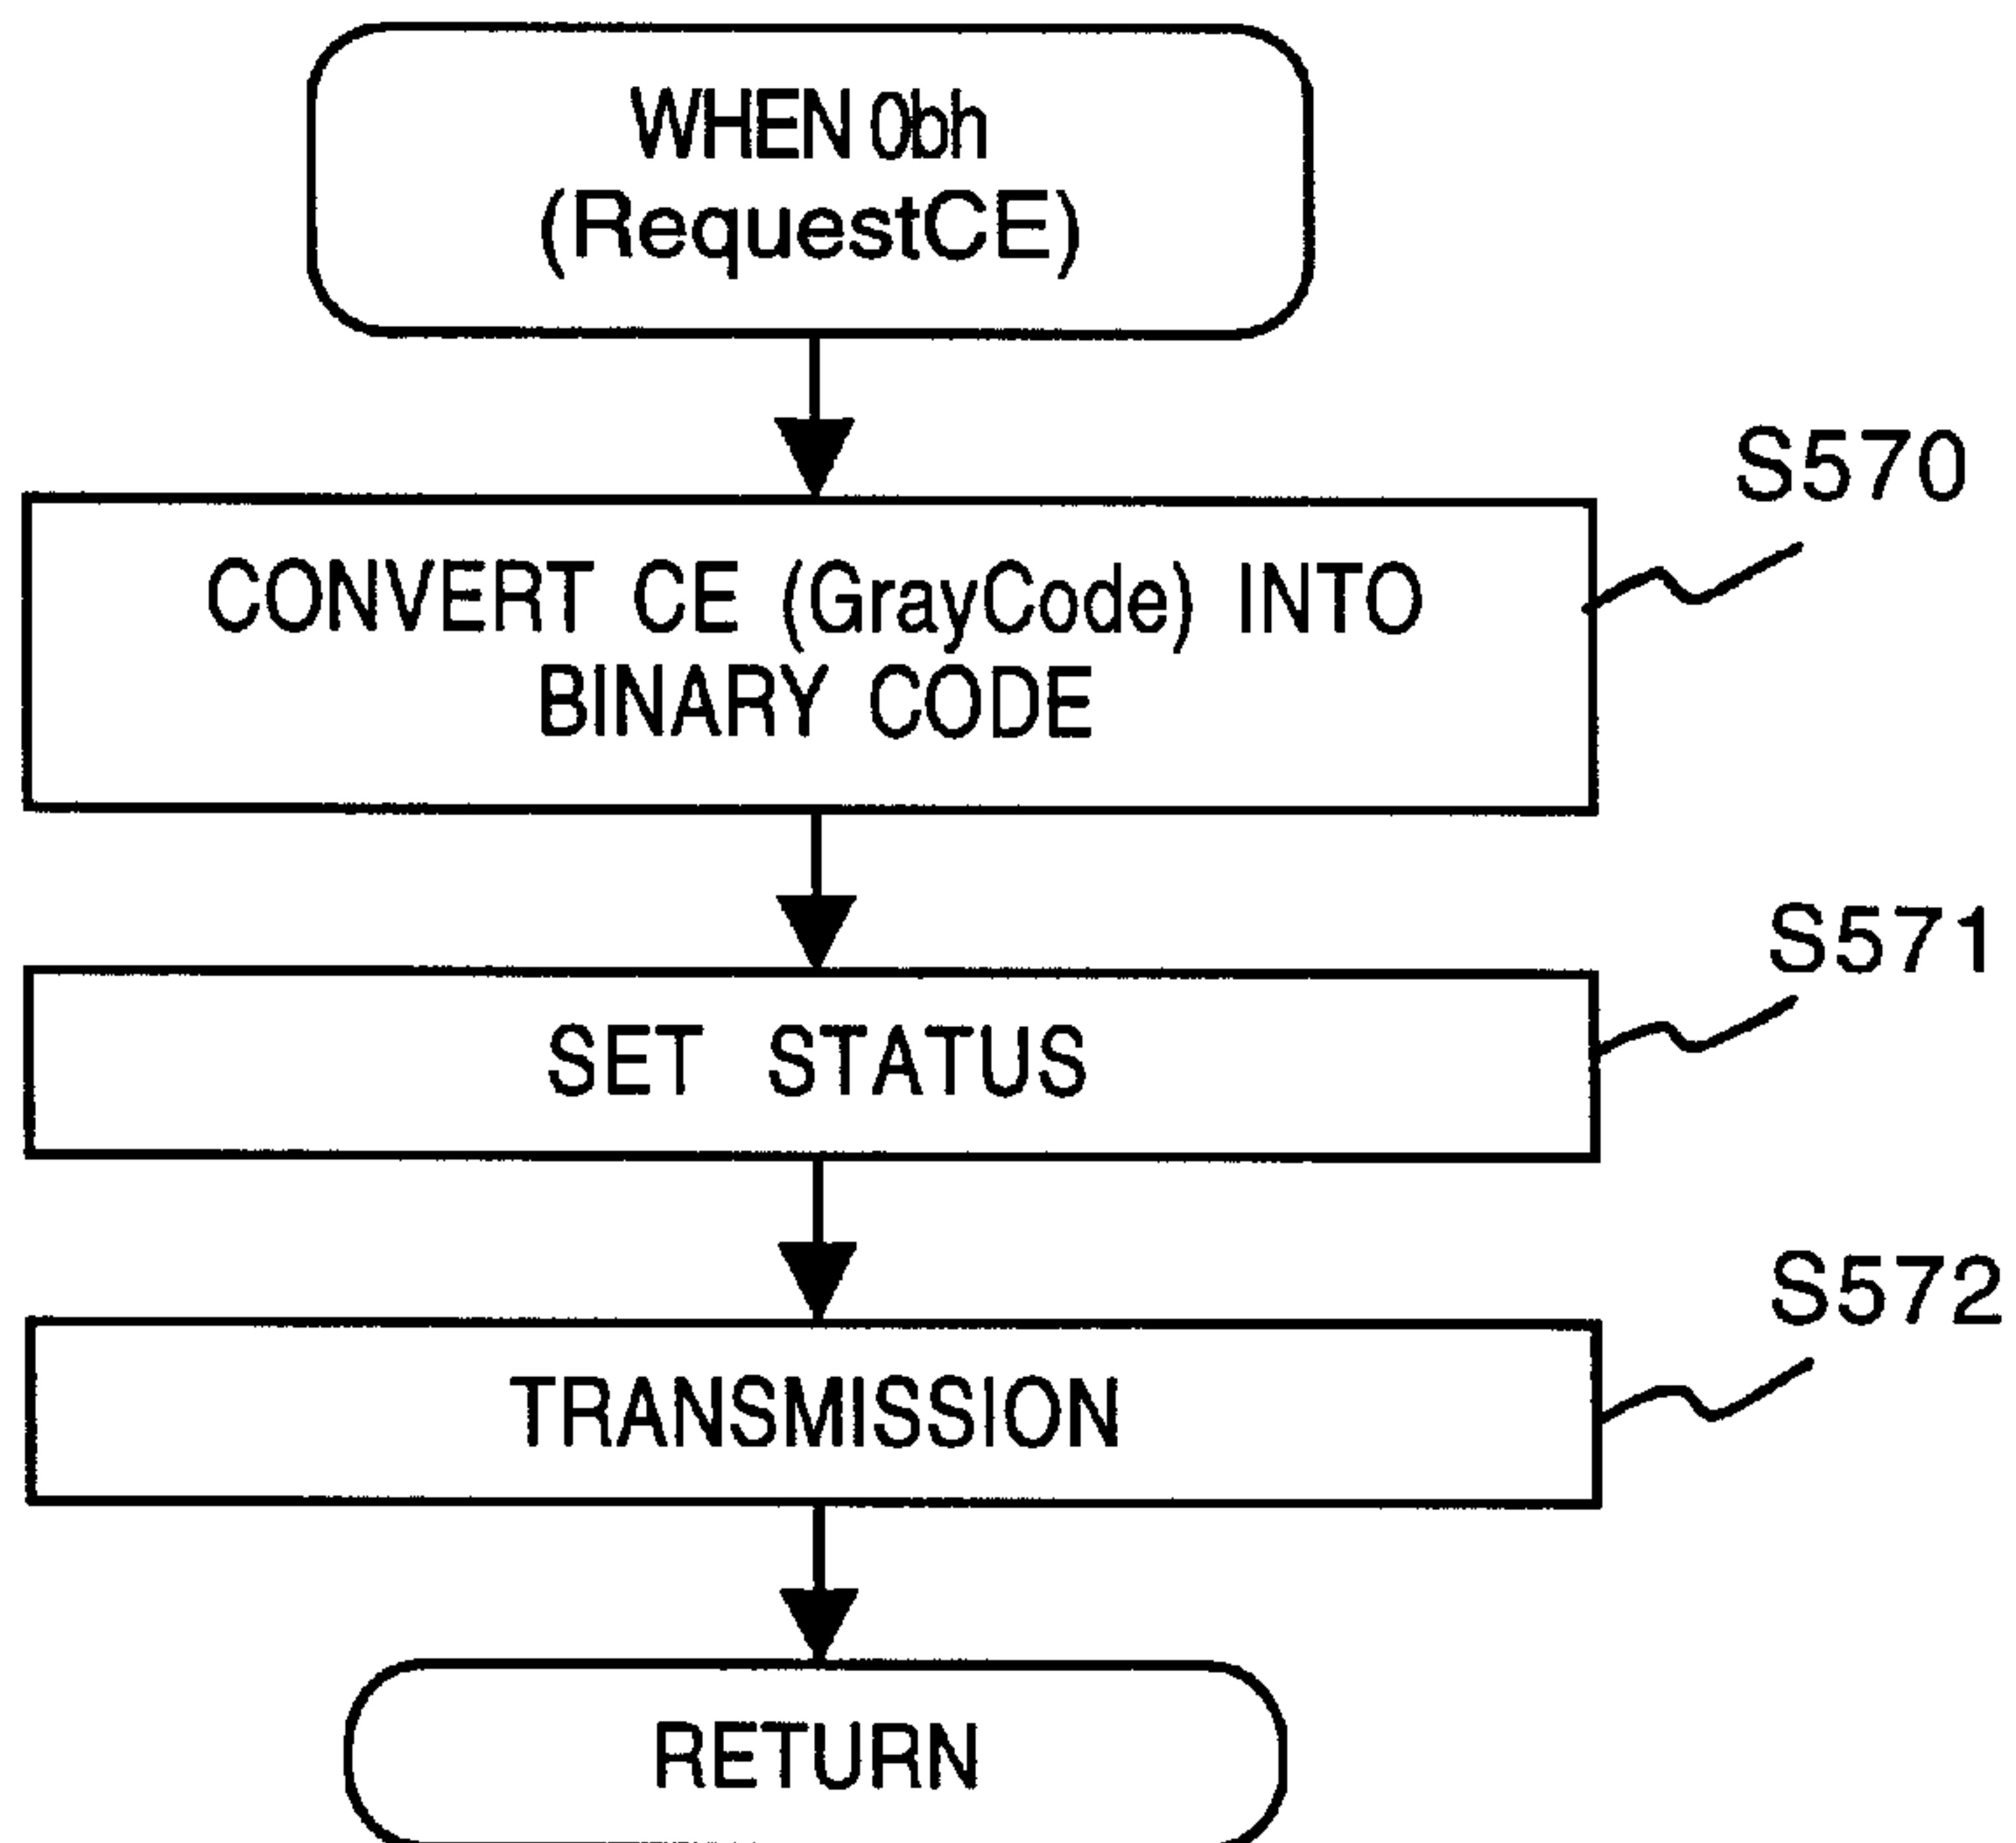 WHEN 0bh
(RequestCE)
S570
CONVERT CE (GrayCode) INTO
BINARY CODE
S571
SET STATUS
S572
TRANSMISSION
RETURN